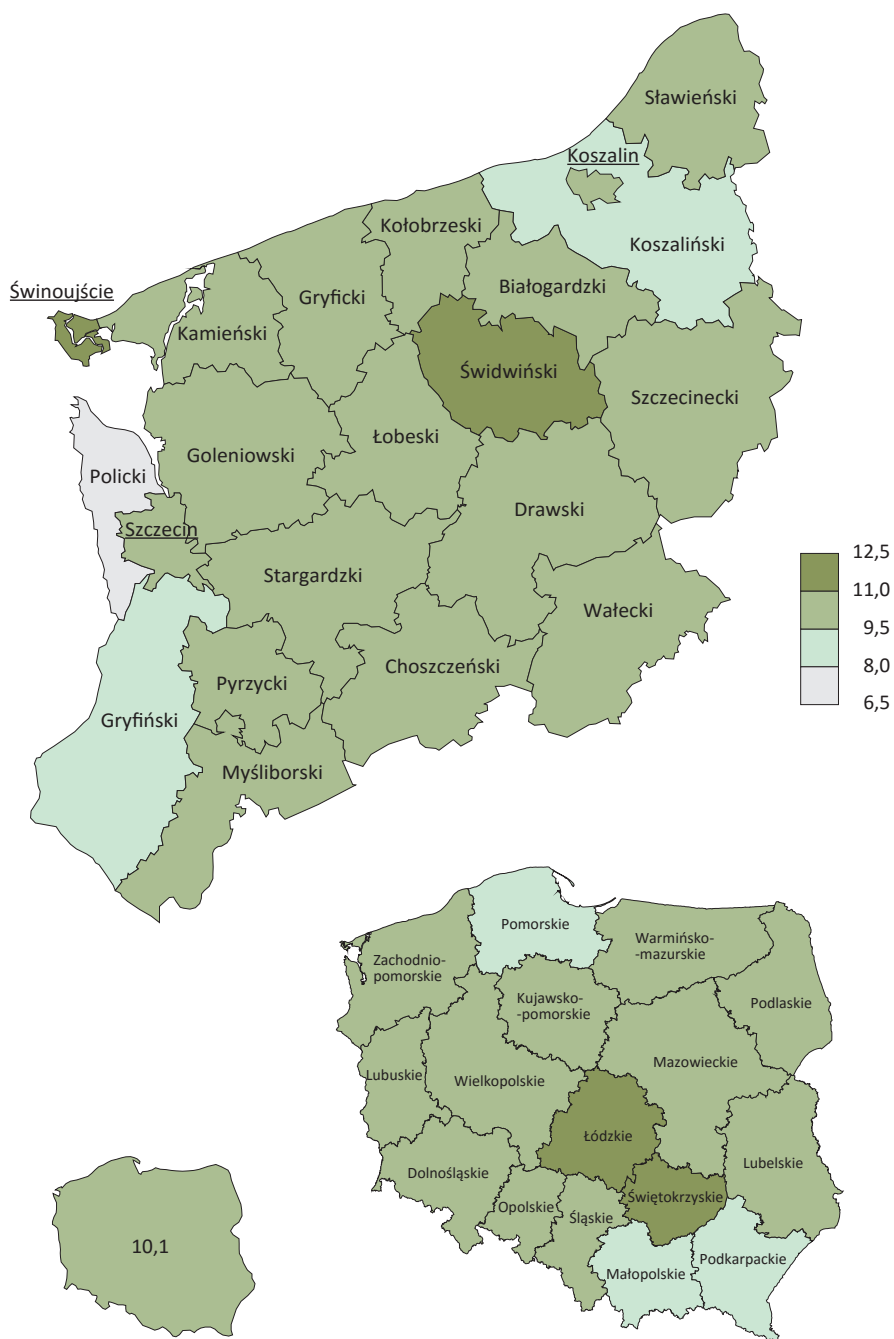 Sławieński
Koszalin
Kołobrzeski
Koszaliński
Świnoujście
Gryficki
Białogardzki
Kamieński
Świdwiński
Szczecinecki
Łobeski
Goleniowski
Policki
Drawski
Szczecin
Stargardzki
Wałecki
Choszczeński
Pyrzycki
Gryfiński
Myśliborski
12,5
11,0
9,5
8,0
6,5
Pomorskie
Warmińsko-
-mazurskie
Zachodnio-
pomorskie
Kujawsko-
-pomorskie
Podlaskie
Mazowieckie
Lubuskie
Wielkopolskie
Łódzkie
Lubelskie
Dolnośląskie
Świętokrzyskie
Opolskie
Śląskie
Podkarpackie
Małopolskie
10,1